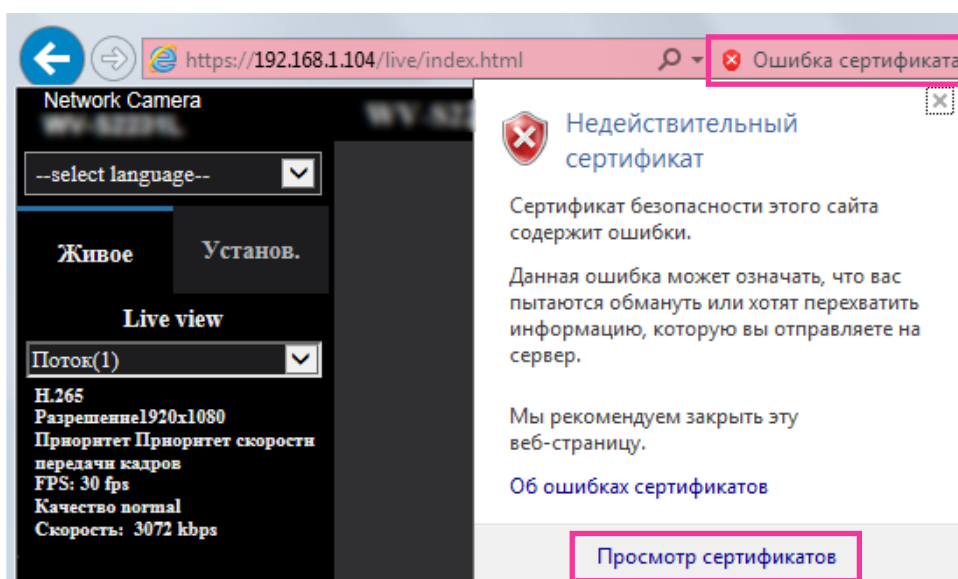 https://192.168.1.104/live/index.html
Ошибка сертификата
Network Camera
--select language--
Живое
Установ.
Live view
Поток(1)
H.265
Разрешение1920x1080
Приоритет Приоритет скорости
передачи кадров
FPS: 30 fps
Качество normal
Скорость: 3072 kbps
Недействительный
сертификат
Сертификат безопасности этого сайта
содержит ошибки.
Данная ошибка может означать, что вас
пытаются обмануть или хотят перехватить
информацию, которую вы отправляете на
сервер.
Мы рекомендуем закрыть эту
веб-страницу.
Об ошибках сертификатов
Просмотр сертификатов